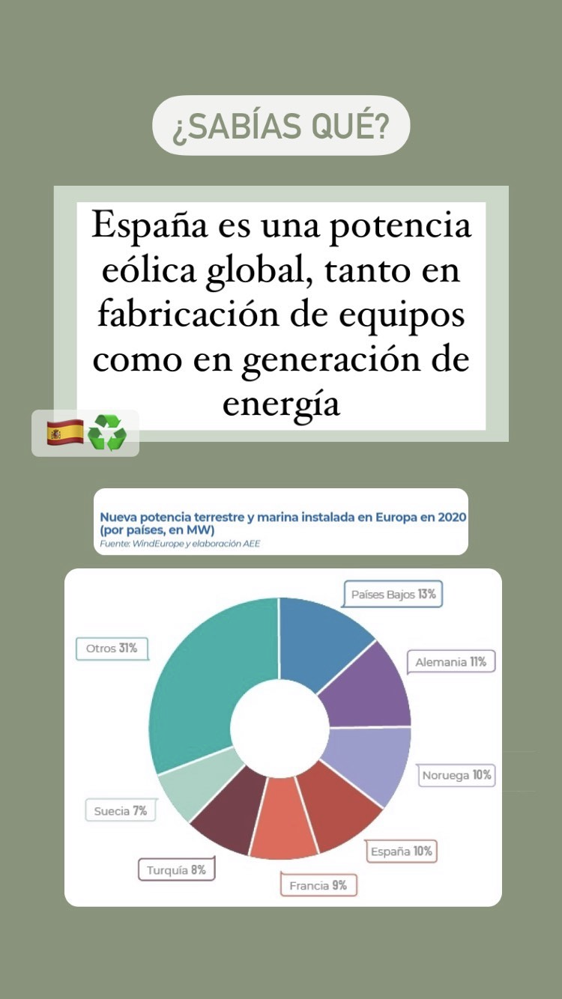 ¿SABÍAS QUÉ?
España es una potencia
eólica global, tanto en
fabricación de equipos
como en generación de
energía
Nueva potencia terrestre y marina instalada en Europa en 2020
(por países, en MW)
Fuente: WindEurope y elaboración AEE
Países Bajos 13%
Otros 31%
Alemania 11%
Noruega 10%
Suecia 7%
España 10%
Turquía 8%
Francia 9%